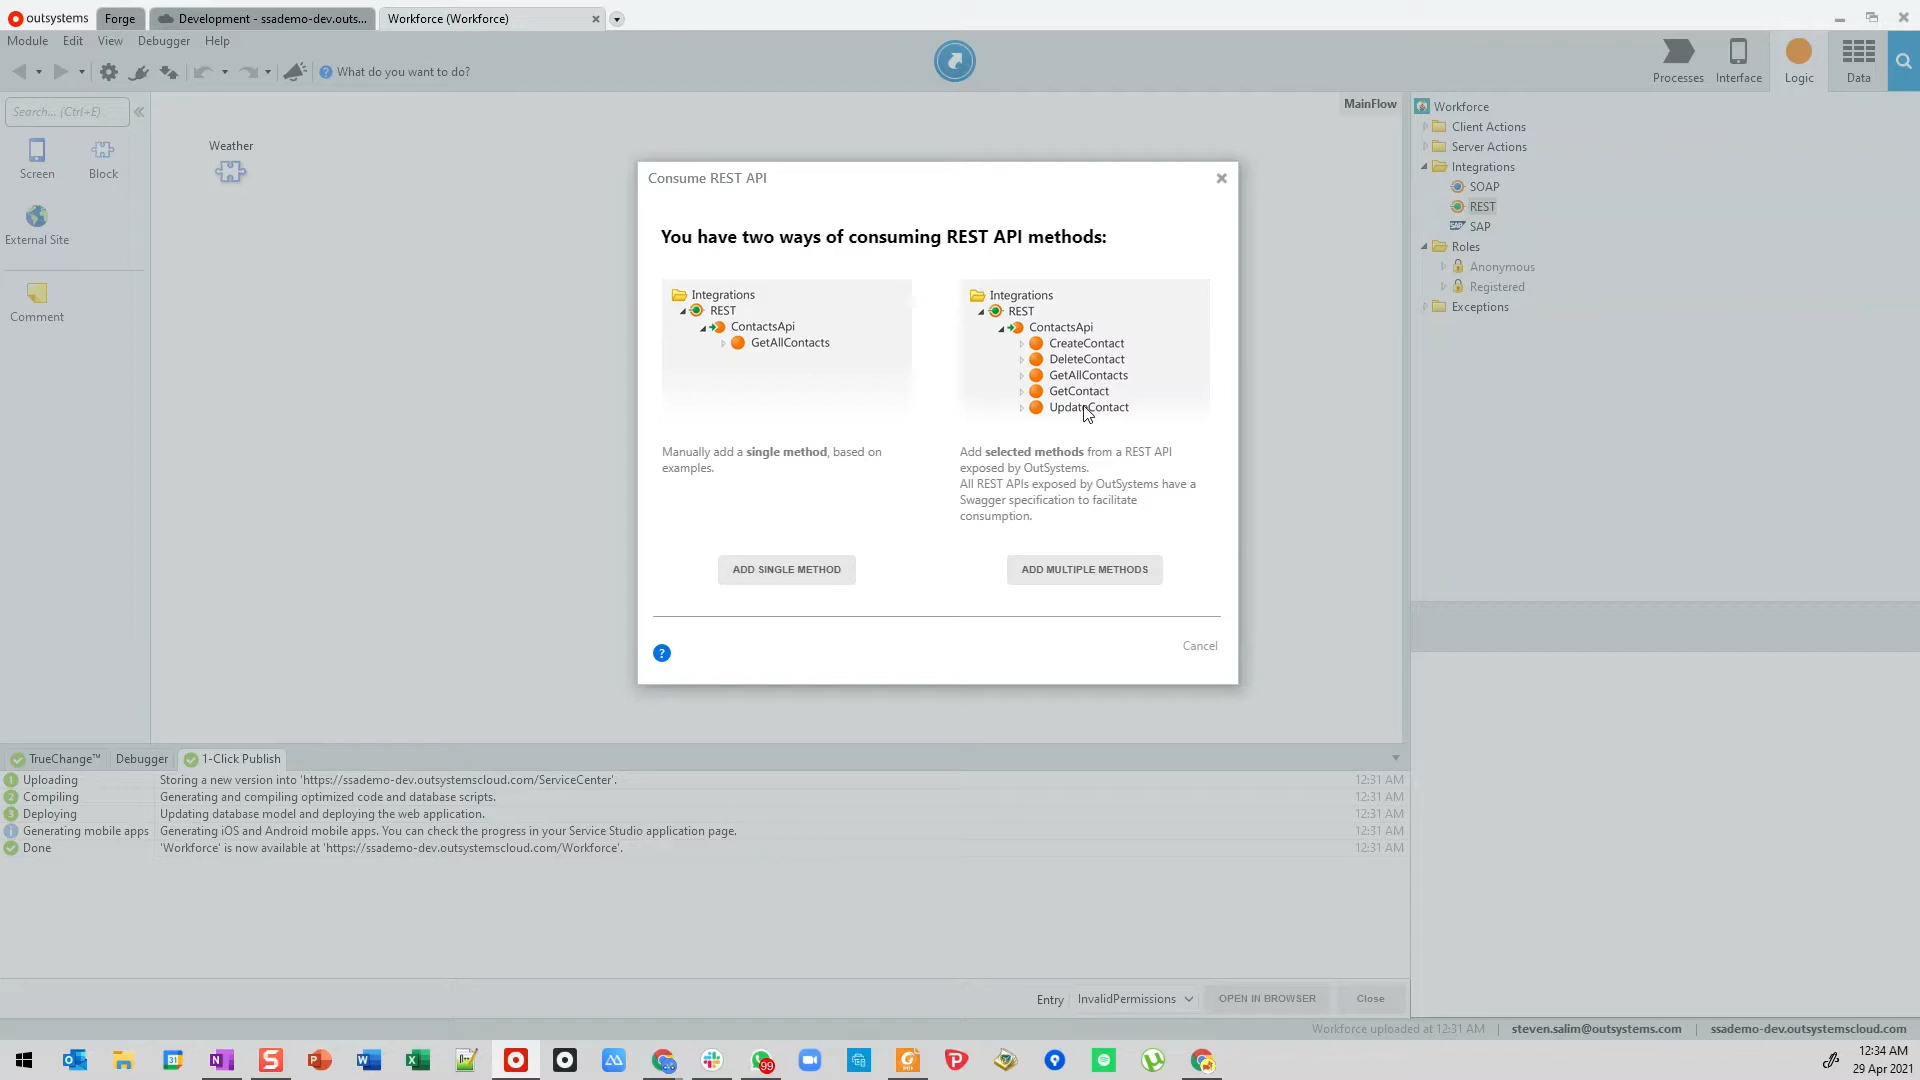 outsystems
Forge
Development - ssademo-dev.outs...
Workforce (Workforce)
Module Edit View Debugger Help
What do you want to do?
Processes
Interface
Logic
Data
Search... (Ctrl+E)
Screen
Block
External Site
Comment
Weather
MainFlow
Workforce
Client Actions
Server Actions
Integrations
SOAP
REST
SAP
Roles
Anonymous
Registered
Exceptions
Consume REST API
You have two ways of consuming REST API methods:
Integrations
REST
ContactsApi
GetAllContacts
Manually add a single method, based on
examples.
ADD SINGLE METHOD
Integrations
REST
ContactsApi
CreateContact
DeleteContact
GetAllContacts
GetContact
UpdateContact
Add selected methods from a REST API
exposed by OutSystems.
All REST APIs exposed by OutSystems have a
Swagger specification to facilitate
consumption.
ADD MULTIPLE METHODS
?
Cancel
TrueChange™ Debugger 1-Click Publish
1 Uploading Storing a new version into 'https://ssademo-dev.outsystemscloud.com/ServiceCenter'. 12:31 AM
2 Compiling Generating and compiling optimized code and database scripts. 12:31 AM
3 Deploying Updating database model and deploying the web application. 12:31 AM
Generating mobile apps Generating iOS and Android mobile apps. You can check the progress in your Service Studio application page. 12:31 AM
Done 'Workforce' is now available at 'https://ssademo-dev.outsystemscloud.com/Workforce'. 12:31 AM
Entry InvalidPermissions OPEN IN BROWSER Close
Workforce uploaded at 12:31 AM | steven.salim@outsystems.com | ssademo-dev.outsystemscloud.com
99
12:34 AM
29 Apr 2021